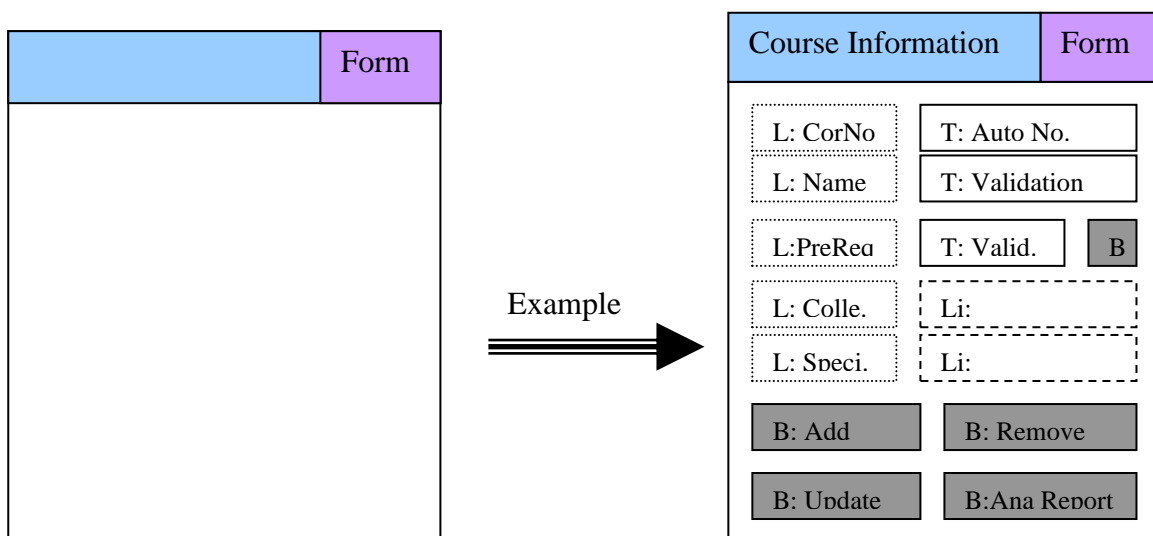 Form
Example
Course Information Form
L: CorNo T: Auto No.
L: Name T: Validation
L:PreReq T: Valid. B
L: Colle. Li:
L: Speci. Li:
B: Add B: Remove
B: Update B:Ana Report